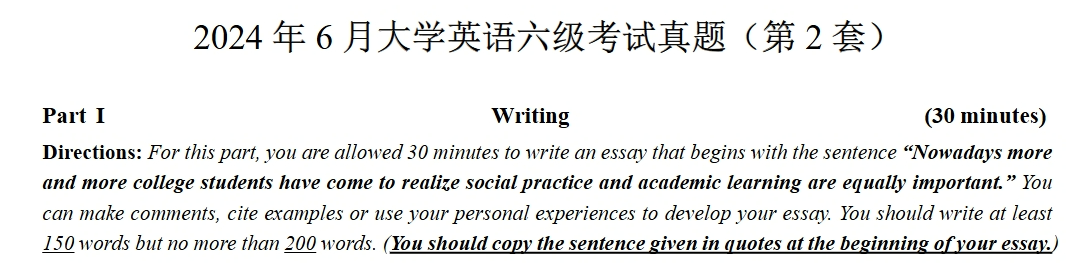 2024 年 6 月大学英语六级考试真题（第 2 套）
Part I Writing (30 minutes)
Directions: For this part, you are allowed 30 minutes to write an essay that begins with the sentence “Nowadays more
and more college students have come to realize social practice and academic learning are equally important.” You
can make comments, cite examples or use your personal experiences to develop your essay. You should write at least
150 words but no more than 200 words. (You should copy the sentence given in quotes at the beginning of your essay.)